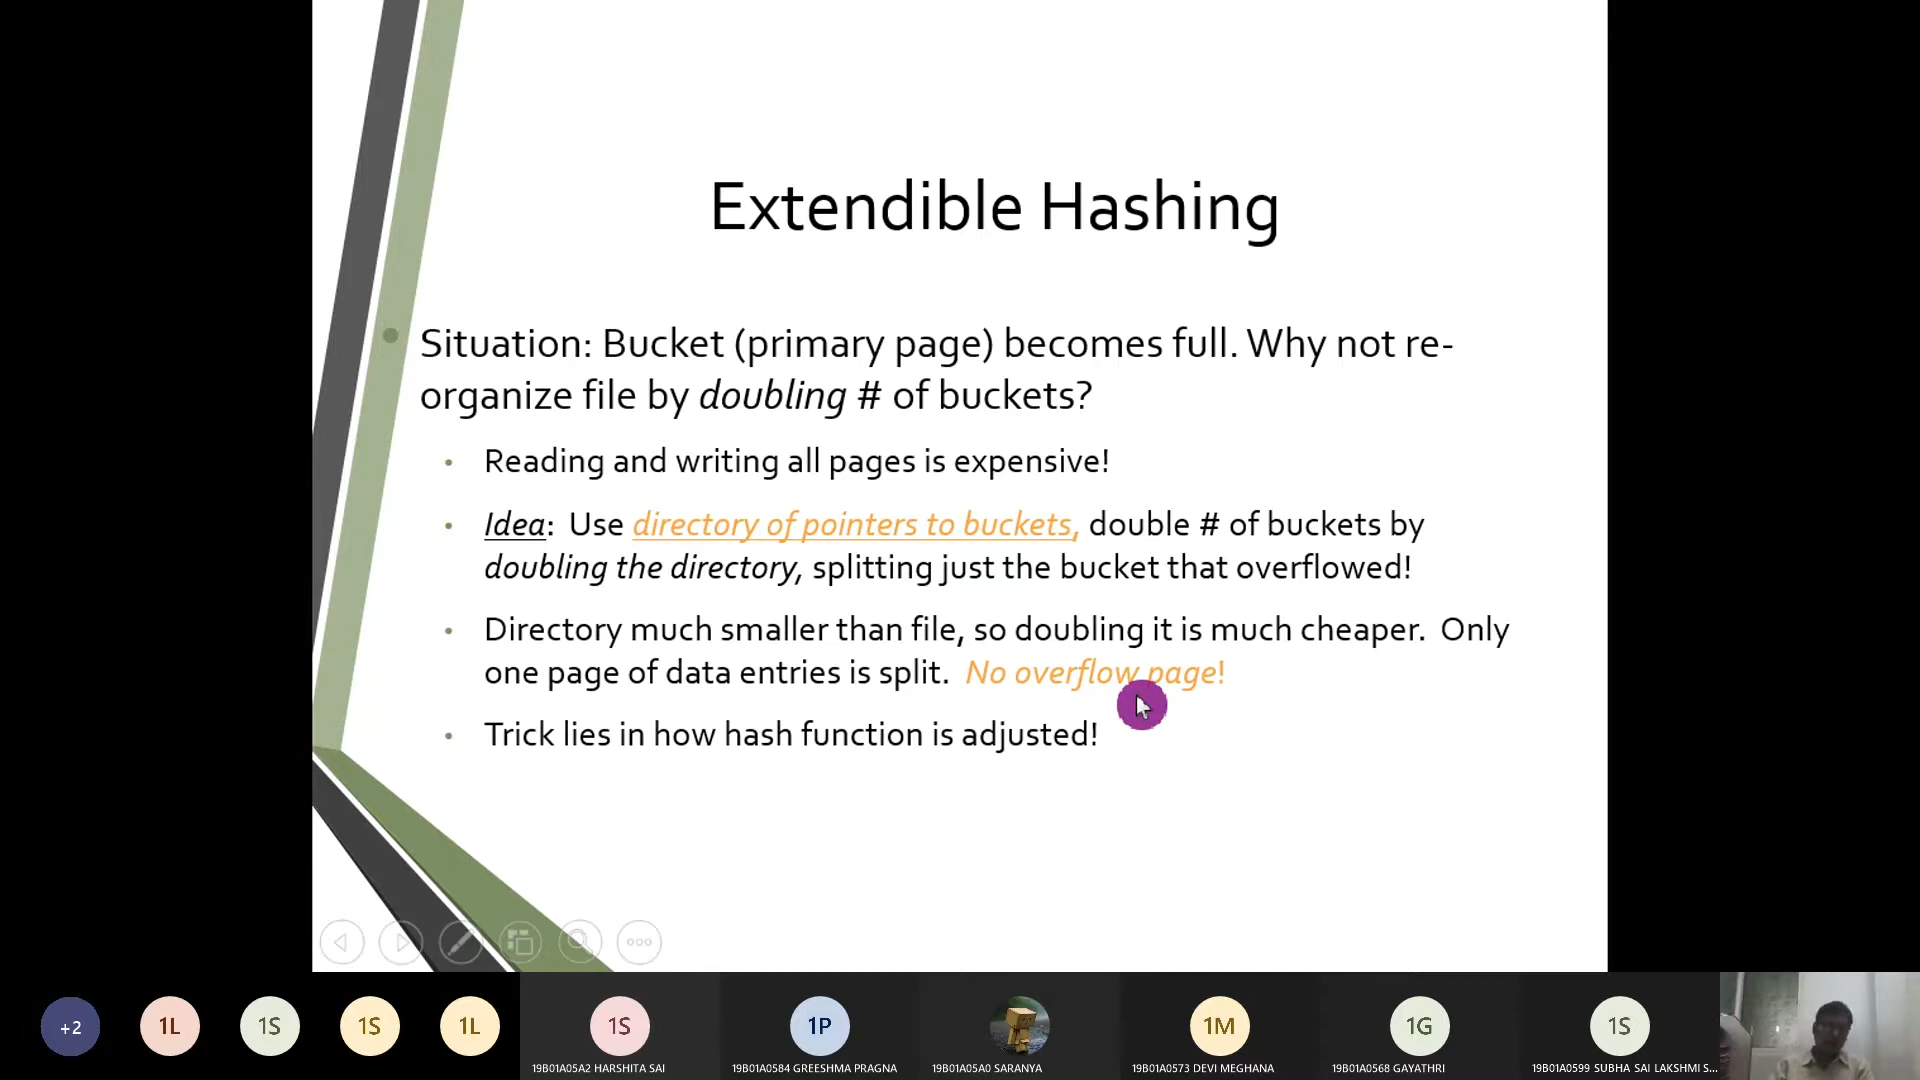 Extendible Hashing
Situation: Bucket (primary page) becomes full. Why not re-
organize file by doubling # of buckets?
Reading and writing all pages is expensive!
Idea: Use directory of pointers to buckets, double # of buckets by
doubling the directory, splitting just the bucket that overflowed!
Directory much smaller than file, so doubling it is much cheaper. Only
one page of data entries is split. No overflow page!
Trick lies in how hash function is adjusted!
+2
1L
1S
1S
1L
1S
1P
1M
1G
1S
19B01A05A2 HARSHITA SAI
19B01A0584 GREESHMA PRAGNA
19B01A05A0 SARANYA
19B01A0573 DEVI MEGHANA
19B01A0568 GAYATHRI
19B01A0599 SUBHA SAI LAKSHMI S...